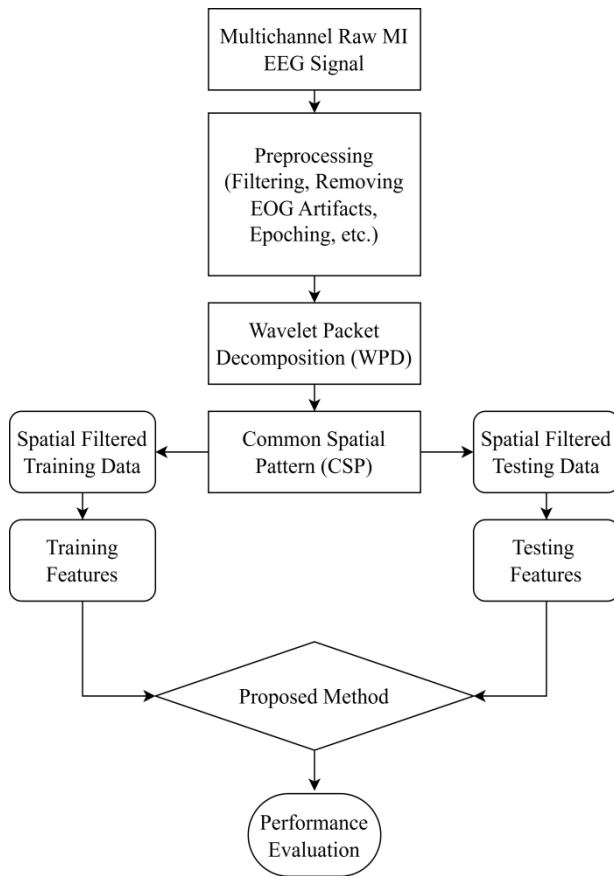 Multichannel Raw MI
EEG Signal
Preprocessing
(Filtering, Removing
EOG Artifacts,
Epoching, etc.)
Wavelet Packet
Decomposition (WPD)
Spatial Filtered
Training Data
Common Spatial
Pattern (CSP)
Spatial Filtered
Testing Data
Training
Features
Testing
Features
Proposed Method
Performance
Evaluation